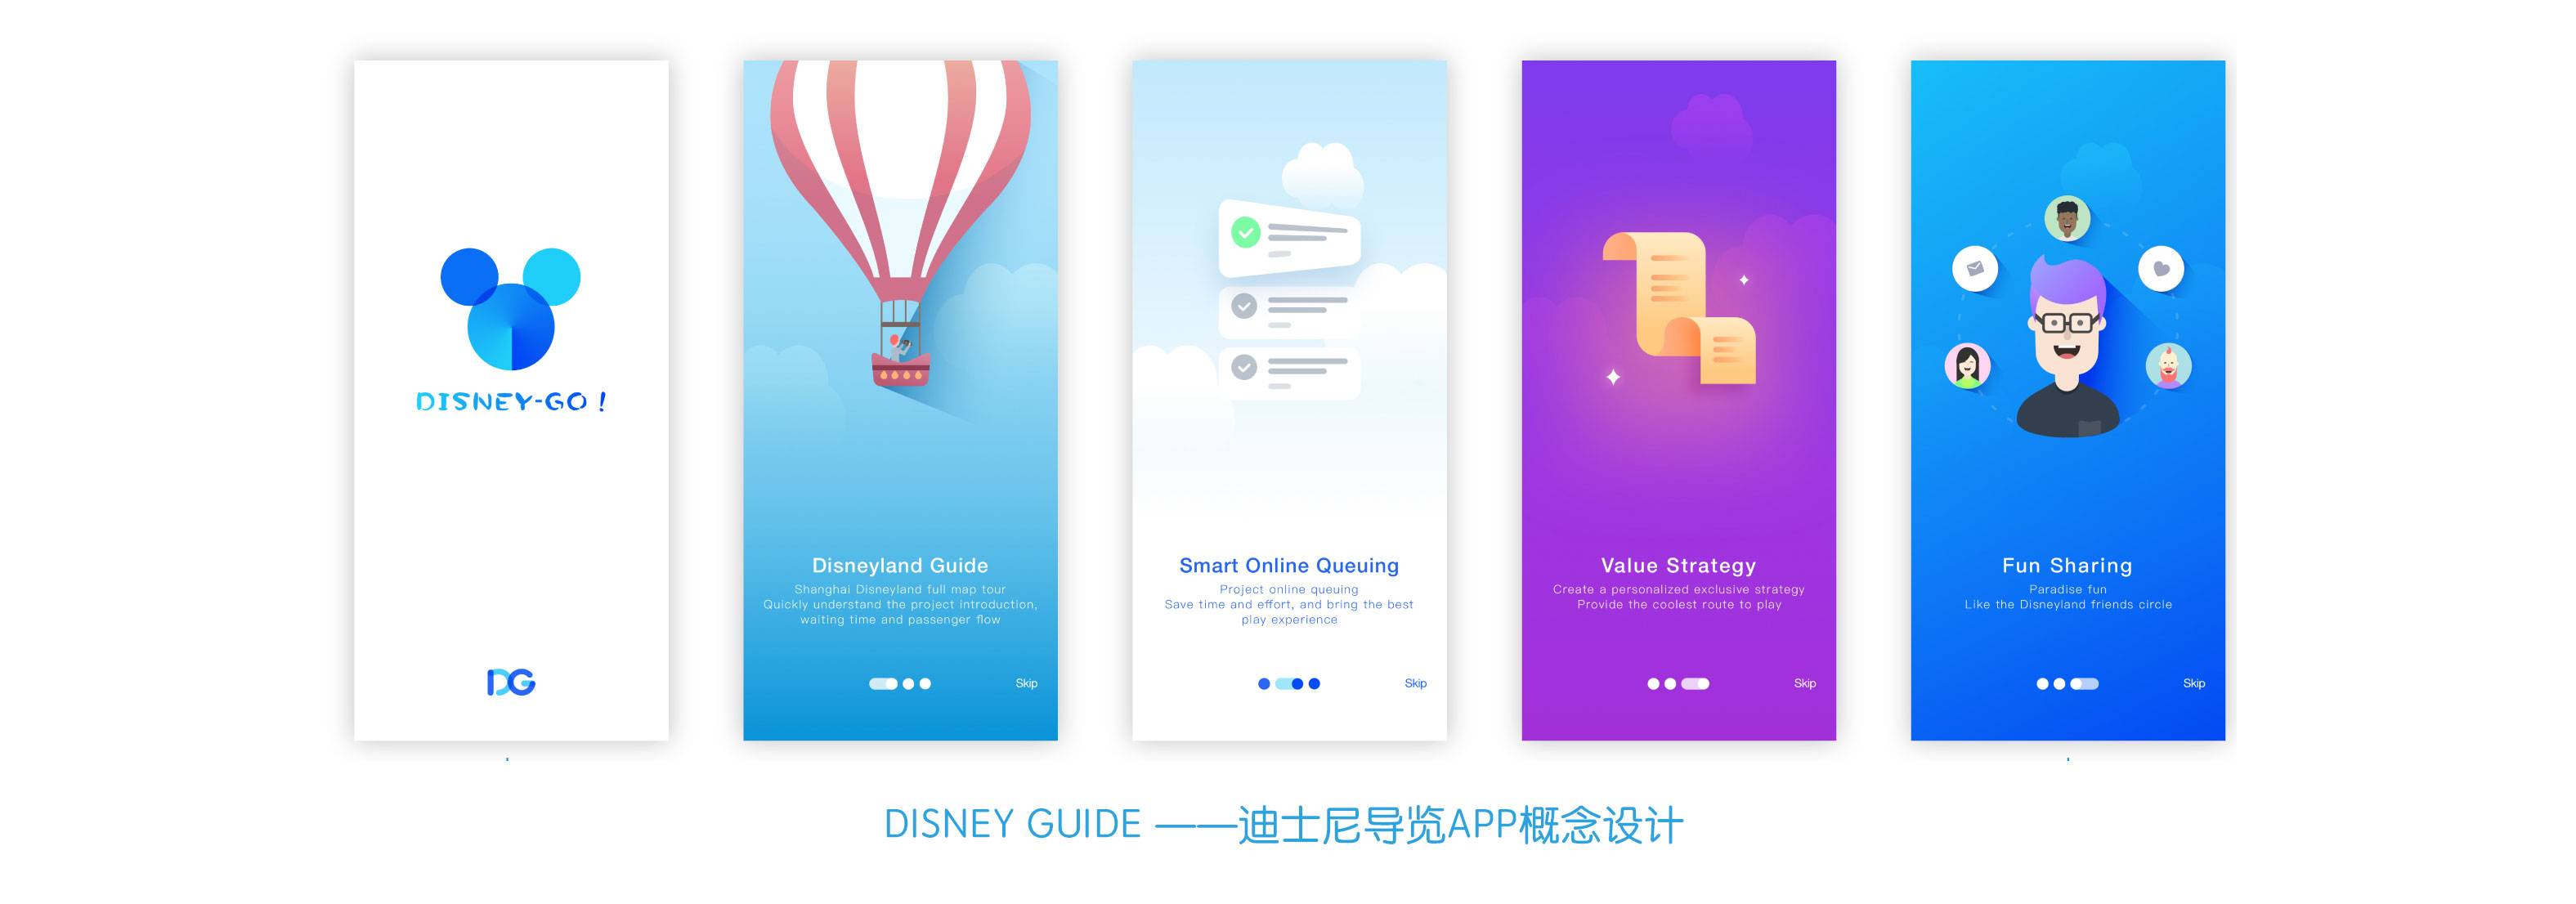 DISNEY-GO!
DG
Disneyland Guide
Shanghai Disneyland full map tour
Quickly understand the project introduction,
waiting time and passenger flow
Skip
Smart Online Queuing
Project online queuing
Save time and effort, and bring the best
play experience
Skip
Value Strategy
Create a personalized exclusive strategy
Provide the coolest route to play
Skip
Fun Sharing
Paradise fun
Like the Disneyland friends circle
Skip
DISNEY GUIDE ——迪士尼导览APP概念设计